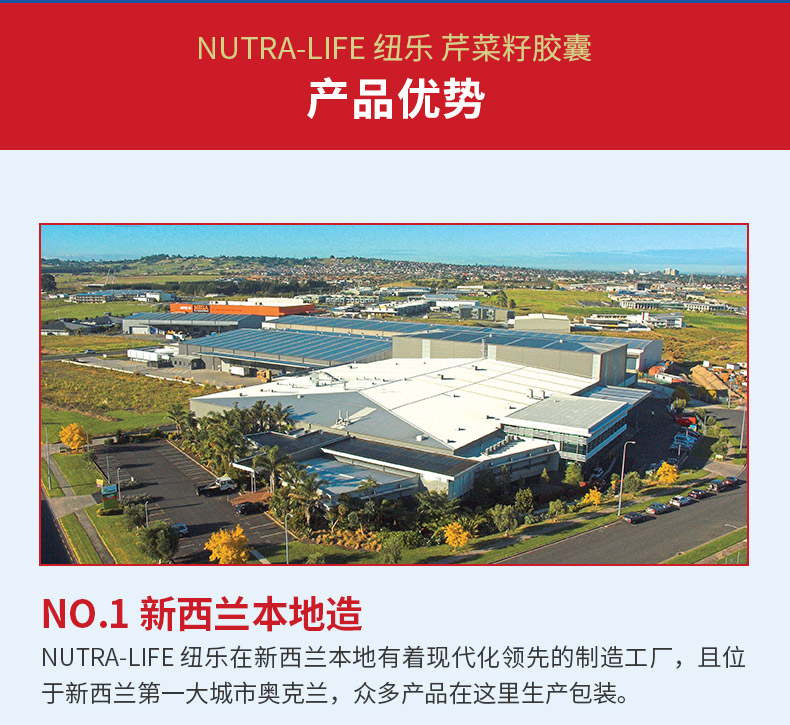 NUTRA-LIFE 纽乐 芹菜籽胶囊
产品优势
NO.1 新西兰本地造
NUTRA-LIFE 纽乐在新西兰本地有着现代化领先的制造工厂，且位
于新西兰第一大城市奥克兰，众多产品在这里生产包装。